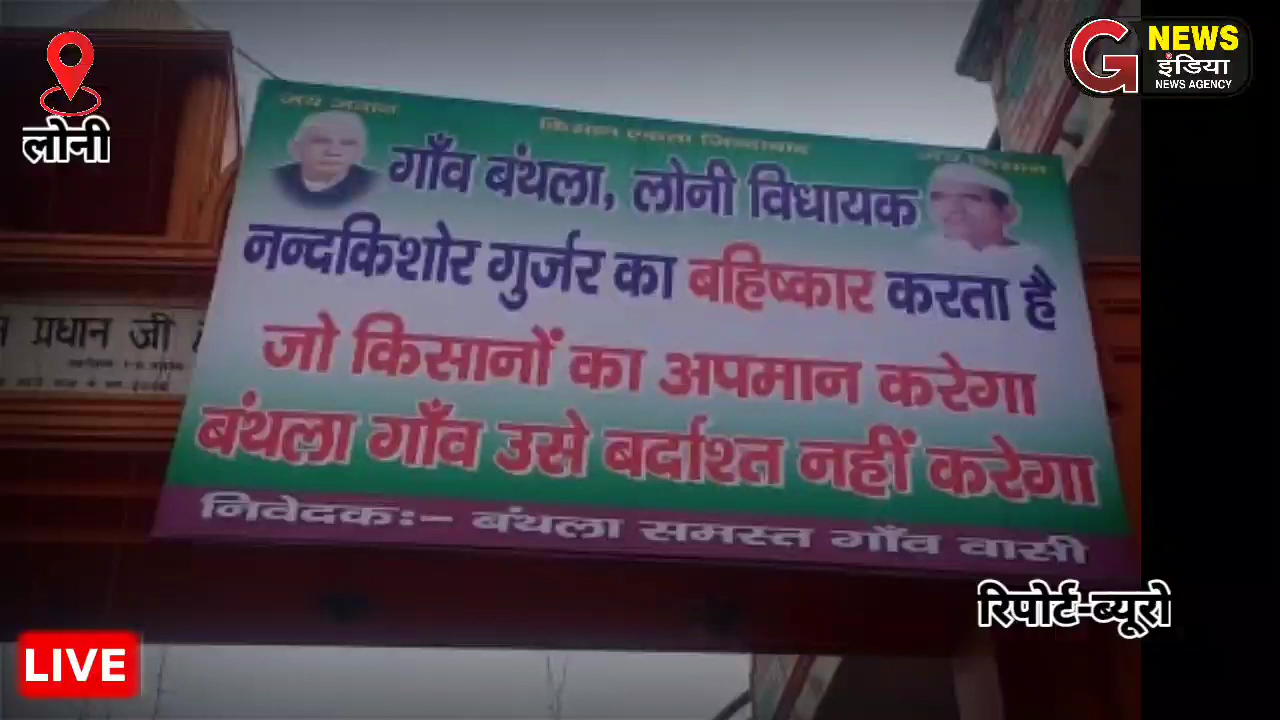 लोनी
G NEWS
इंडिया
NEWS AGENCY
जय जवान
किसान एकता जिन्दाबाद
जय किसान
गाँव बंथला, लोनी विधायक
नन्दकिशोर गुर्जर का बहिष्कार करता है
जो किसानों का अपमान करेगा
बंथला गाँव उसे बर्दाश्त नहीं करेगा
निवेदकः- बंथला समस्त गाँव वासी
प्रधान जी
रिपोर्ट-ब्यूरो
LIVE